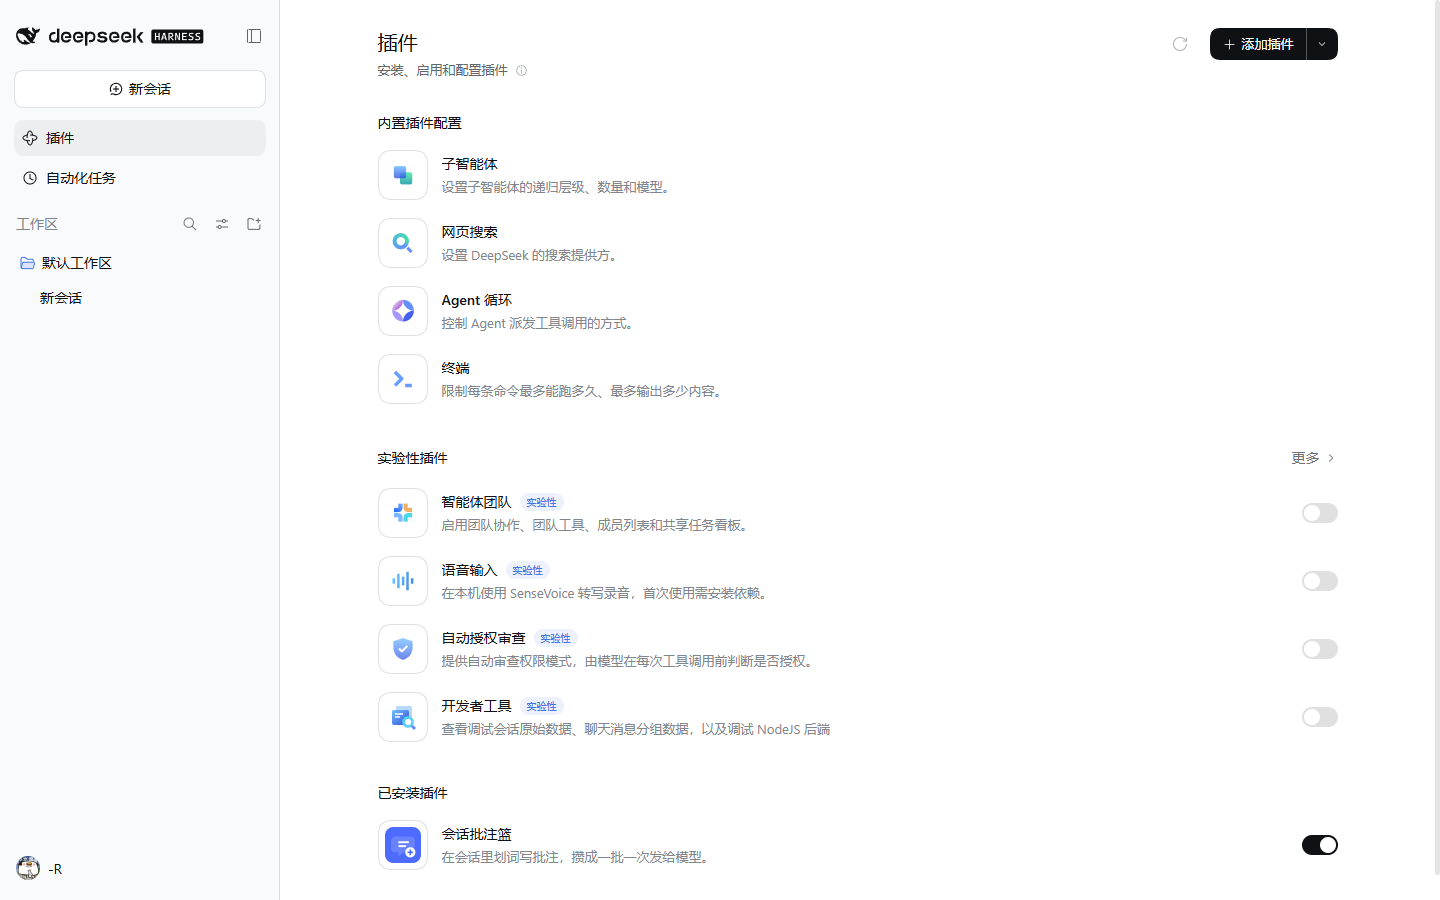 deepseek HARNESS
新会话
插件
自动化任务
工作区
默认工作区
新会话
-R
插件
安装、启用和配置插件
添加插件
内置插件配置
子智能体
设置子智能体的递归层级、数量和模型。
网页搜索
设置 DeepSeek 的搜索提供方。
Agent 循环
控制 Agent 派发工具调用的方式。
终端
限制每条命令最多能跑多久、最多输出多少内容。
实验性插件
更多
智能体团队 实验性
启用团队协作、团队工具、成员列表和共享任务看板。
语音输入 实验性
在本机使用 SenseVoice 转写录音，首次使用需安装依赖。
自动授权审查 实验性
提供自动审查权限模式，由模型在每次工具调用前判断是否授权。
开发者工具 实验性
查看调试会话原始数据、聊天消息分组数据，以及调试 NodeJS 后端
已安装插件
会话批注篮
在会话里划词写批注，攒成一批一次发给模型。